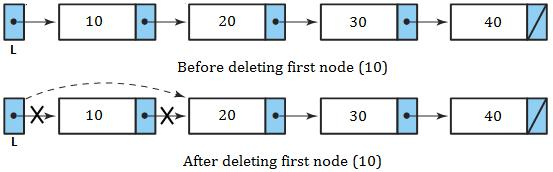 10 20 30 40
L
Before deleting first node (10)
10 20 30 40
L
After deleting first node (10)